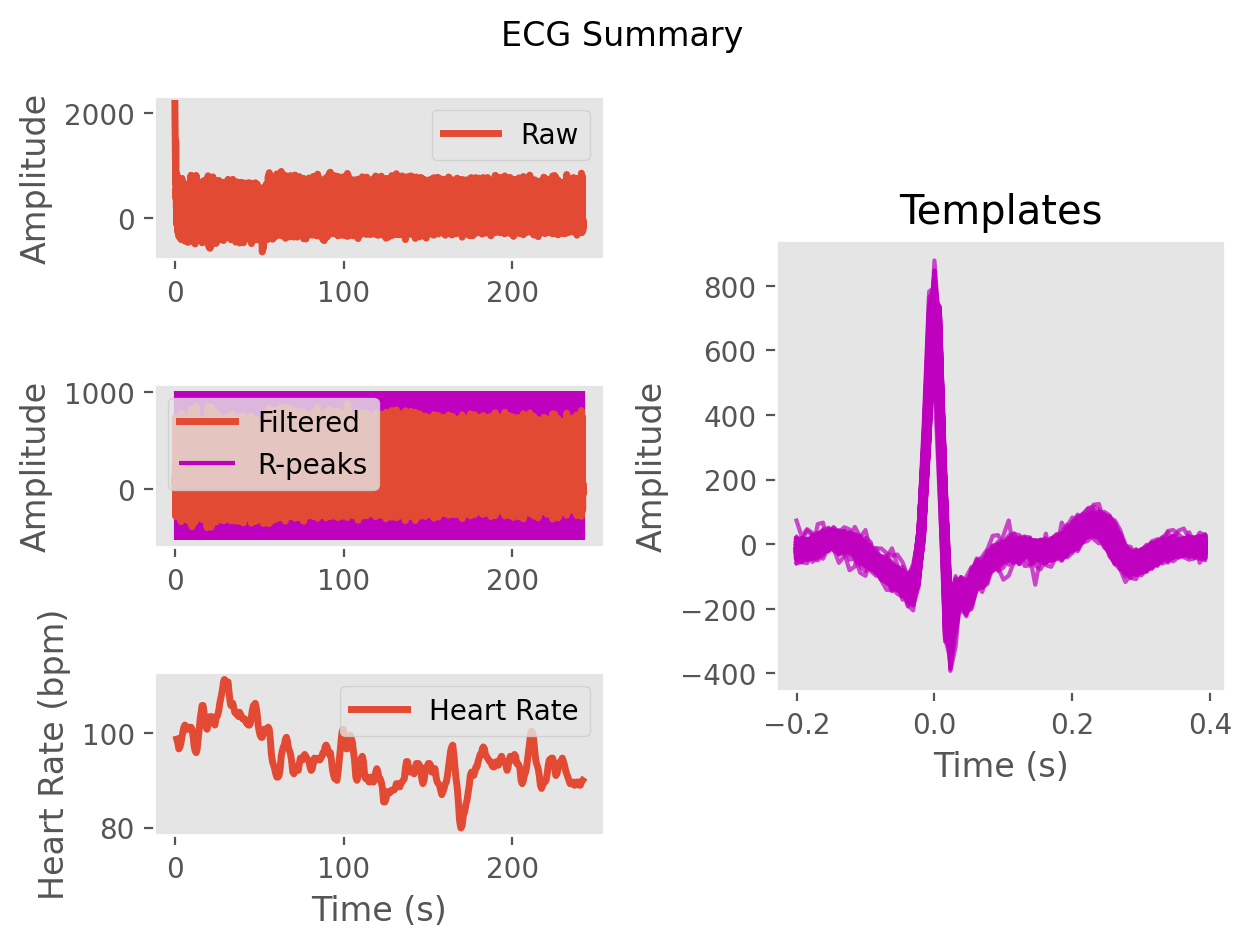 ECG Summary
Amplitude
2000
0
Raw
0 100 200
Amplitude
1000
0
Filtered
R-peaks
0 100 200
Heart Rate (bpm)
100
80
Heart Rate
0 100 200
Time (s)
Templates
Amplitude
800
600
400
200
0
−200
−400
−0.2 0.0 0.2 0.4
Time (s)